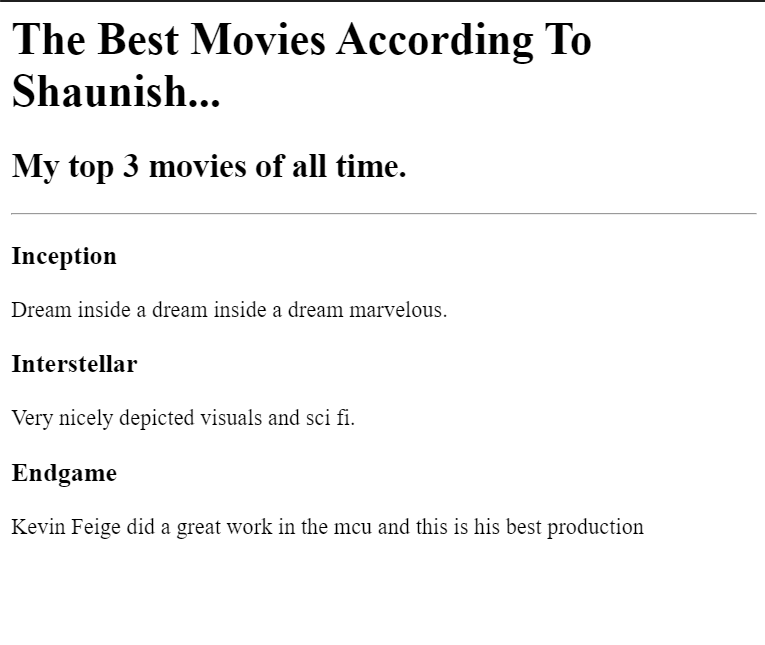 The Best Movies According To
Shaunish...
My top 3 movies of all time.
Inception
Dream inside a dream inside a dream marvelous.
Interstellar
Very nicely depicted visuals and sci fi.
Endgame
Kevin Feige did a great work in the mcu and this is his best production